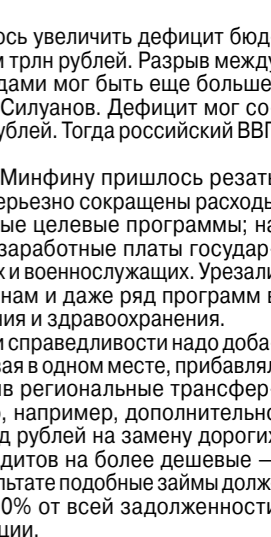 ось увеличить дефицит бюд
м трлн рублей. Разрыв между
дами мог быть еще больше
Силуанов. Дефицит мог со
ублей. Тогда российский ВВП
Минфину пришлось резать
ерьезно сокращены расходы
ые целевые программы; на
заработные платы государ-
х и военнослужащих. Урезали
нам и даже ряд программ в
ния и здравоохранения.
и справедливости надо доба
вая в одном месте, прибавлял
ив региональные трансфер-
о, например, дополнительно
д рублей на замену дорогих
дитов на более дешевые —
льтате подобные займы долж
0% от всей задолженности
ции.